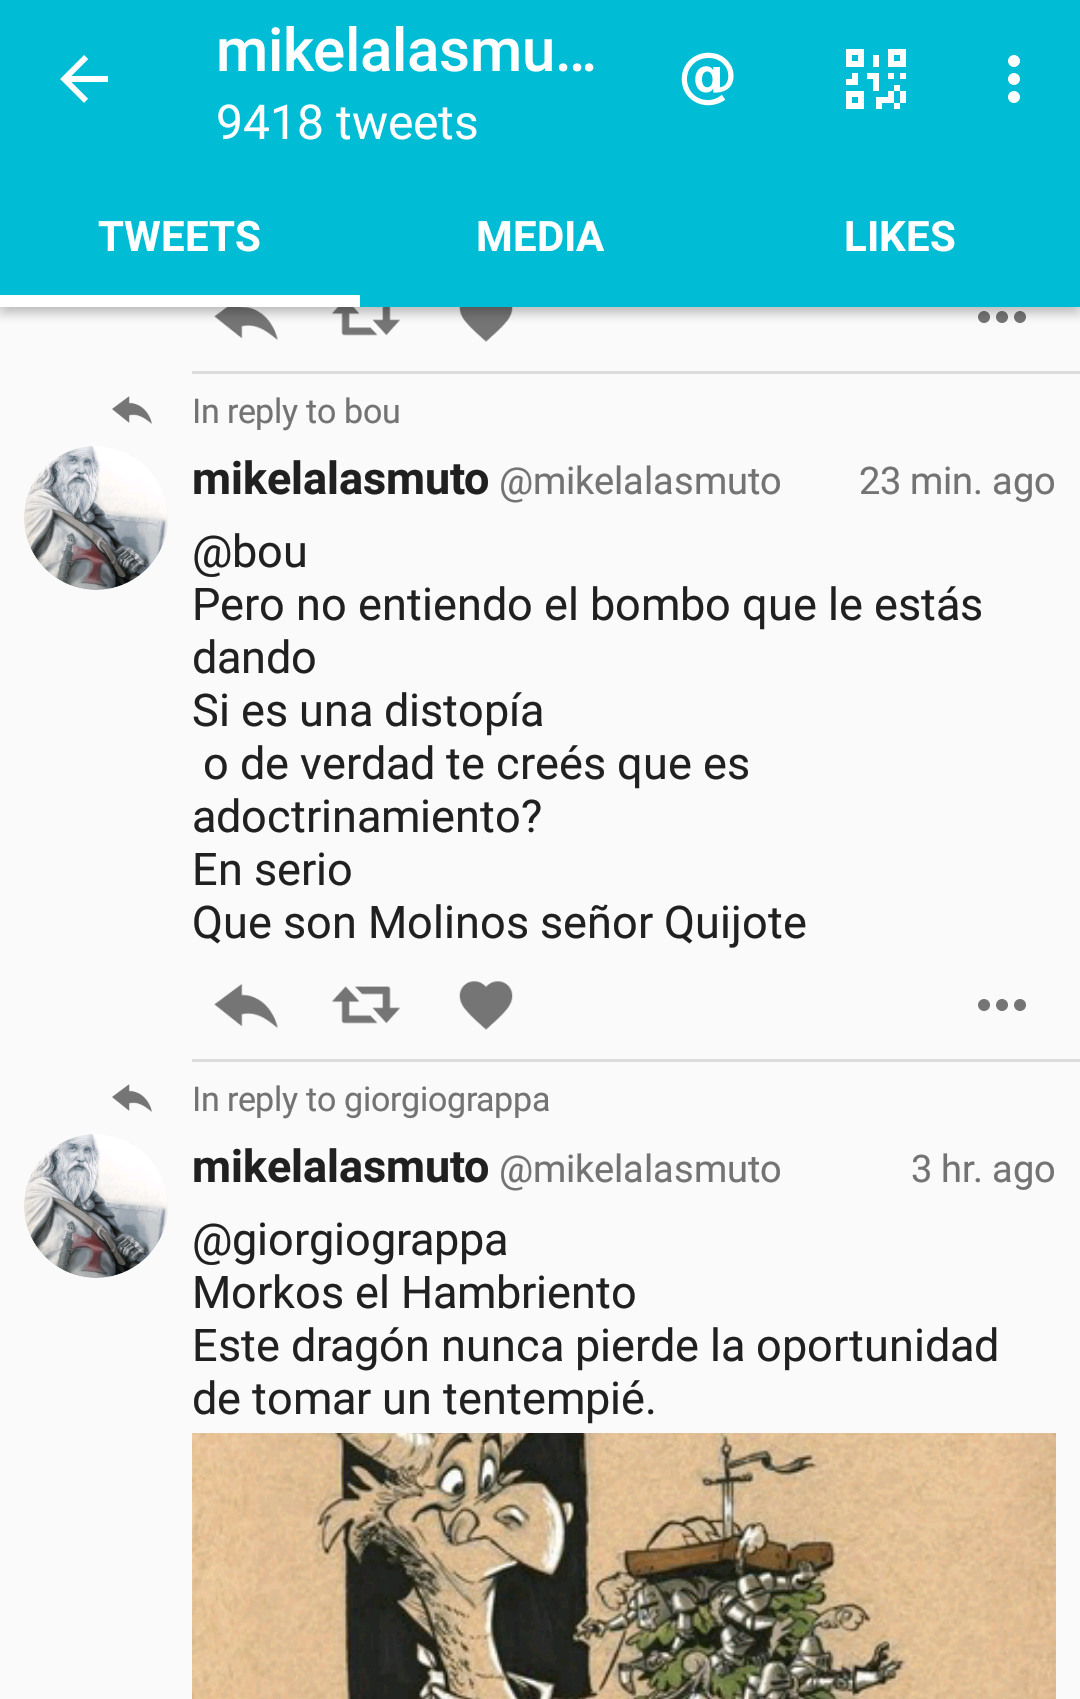 mikelalasmu...
9418 tweets
TWEETS
MEDIA
LIKES
In reply to bou
mikelalasmuto @mikelalasmuto 23 min. ago
@bou
Pero no entiendo el bombo que le estás
dando
Si es una distopía
o de verdad te creés que es
adoctrinamiento?
En serio
Que son Molinos señor Quijote
In reply to giorgiograppa
mikelalasmuto @mikelalasmuto 3 hr. ago
@giorgiograppa
Morkos el Hambriento
Este dragón nunca pierde la oportunidad
de tomar un tentempié.